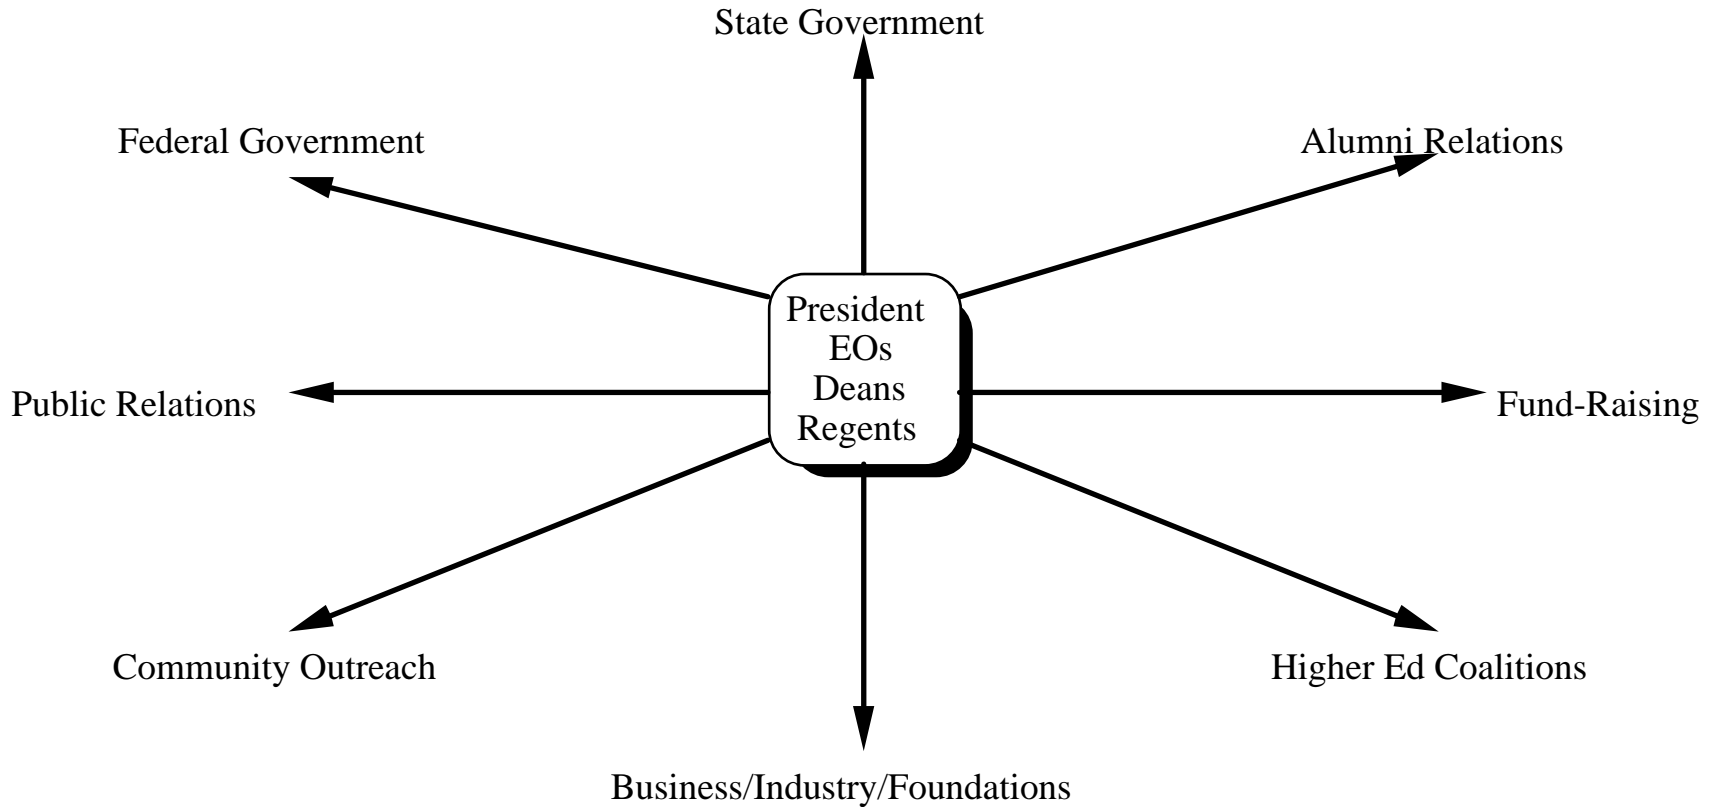 State Government
Federal Government
Alumni Relations
President
EOs
Deans
Regents
Public Relations
Fund-Raising
Community Outreach
Higher Ed Coalitions
Business/Industry/Foundations